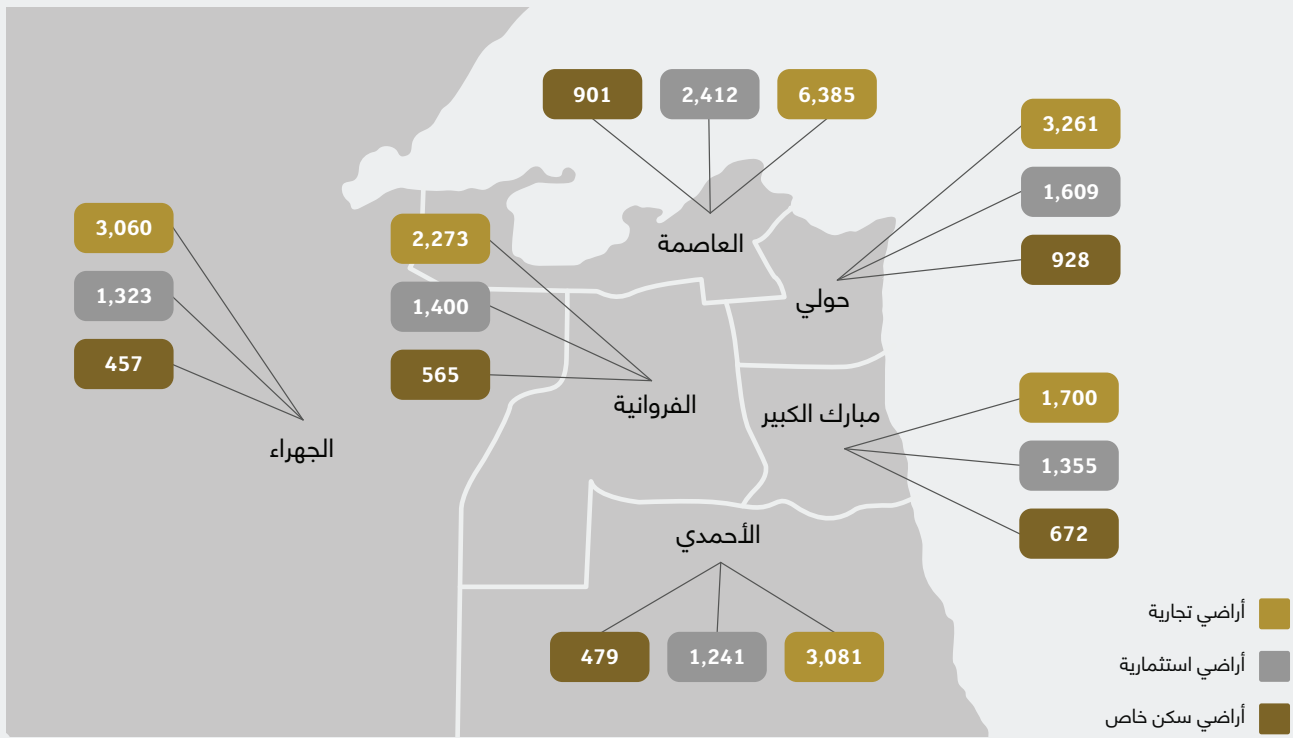 6,385
2,412
901
العاصمة
3,261
1,609
928
حولي
2,273
1,400
565
الفروانية
3,060
1,323
457
الجهراء
1,700
1,355
672
مبارك الكبير
الأحمدي
3,081
1,241
479
أراضي تجارية
أراضي استثمارية
أراضي سكن خاص